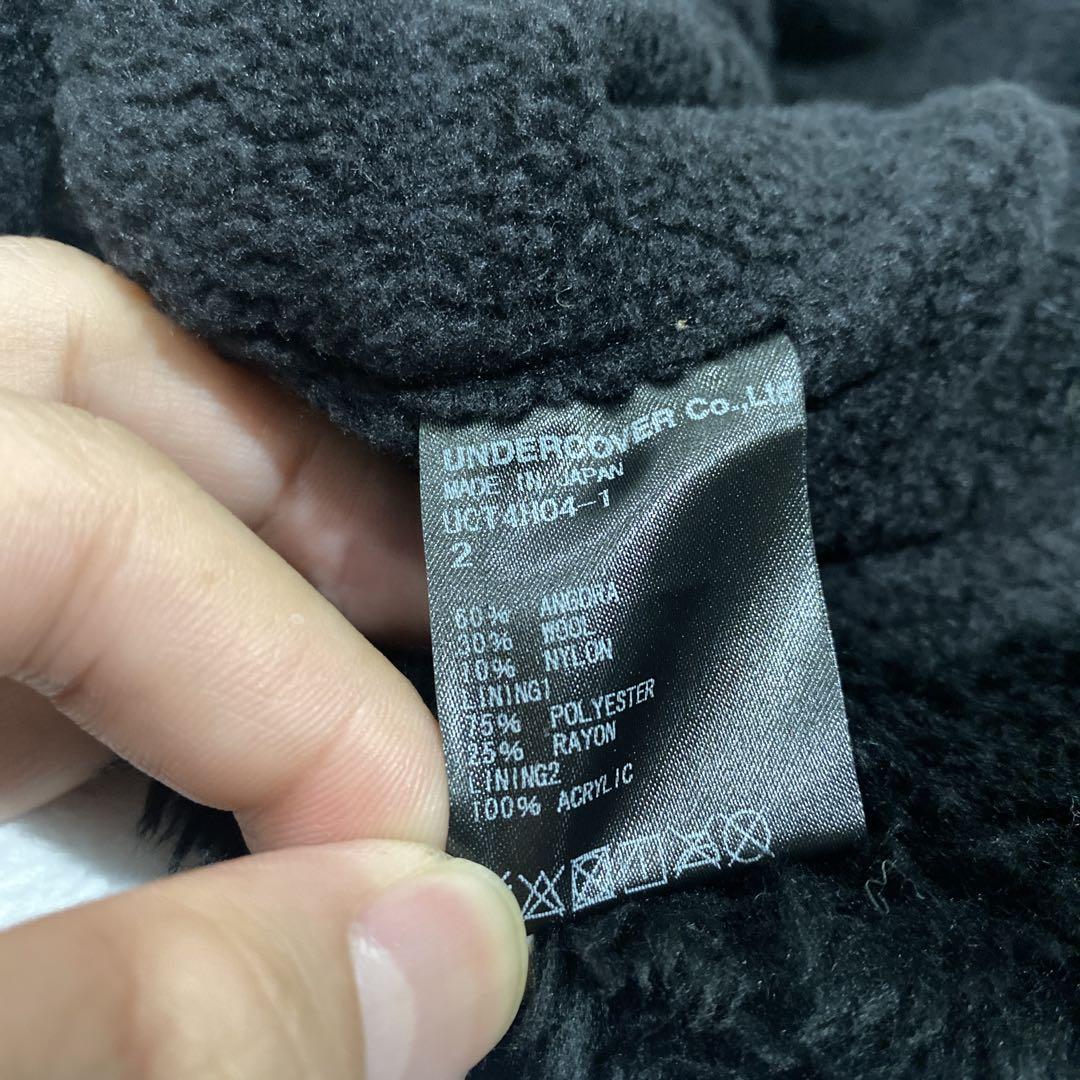 UNDERCOVER Co.,Lt
MADE IN JAPAN
UCT4H04-1
2
60% ANGORA
30% WOOL
10% NYLON
LINING1
75% POLYESTER
25% RAYON
LINING2
100% ACRYLIC